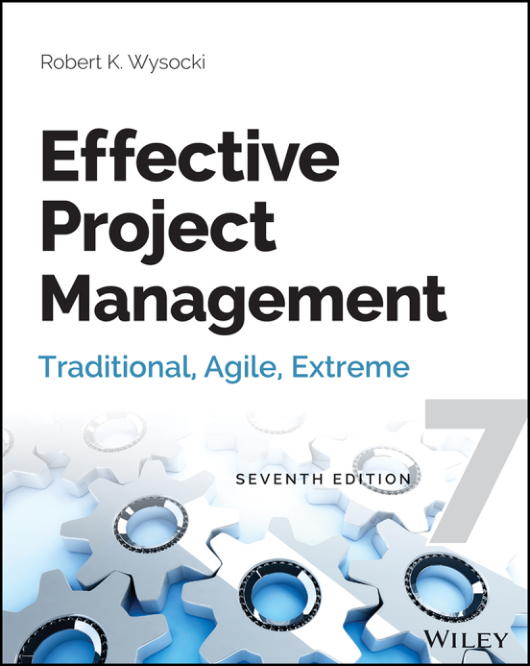 Robert K. Wysocki
Effective
Project
Management
Traditional, Agile, Extreme
7
SEVENTH EDITION
WILEY